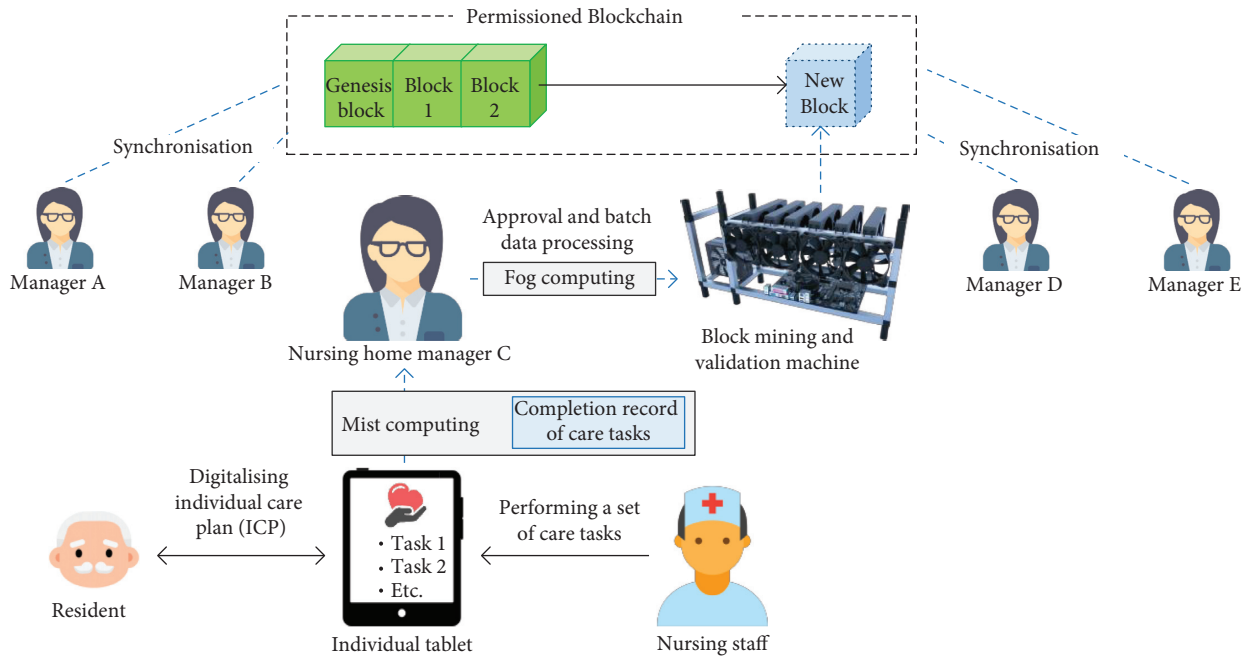 Permissioned Blockchain
Genesis
block
Block
1
Block
2
New
Block
Synchronisation
Synchronisation
Manager A
Manager B
Approval and batch
data processing
Fog computing
Manager D
Manager E
Nursing home manager C
Block mining and
validation machine
Mist computing
Completion record
of care tasks
Digitalising
individual care
plan (ICP)
Performing a set
of care tasks
• Task 1
• Task 2
• Etc.
Resident
Individual tablet
Nursing staff